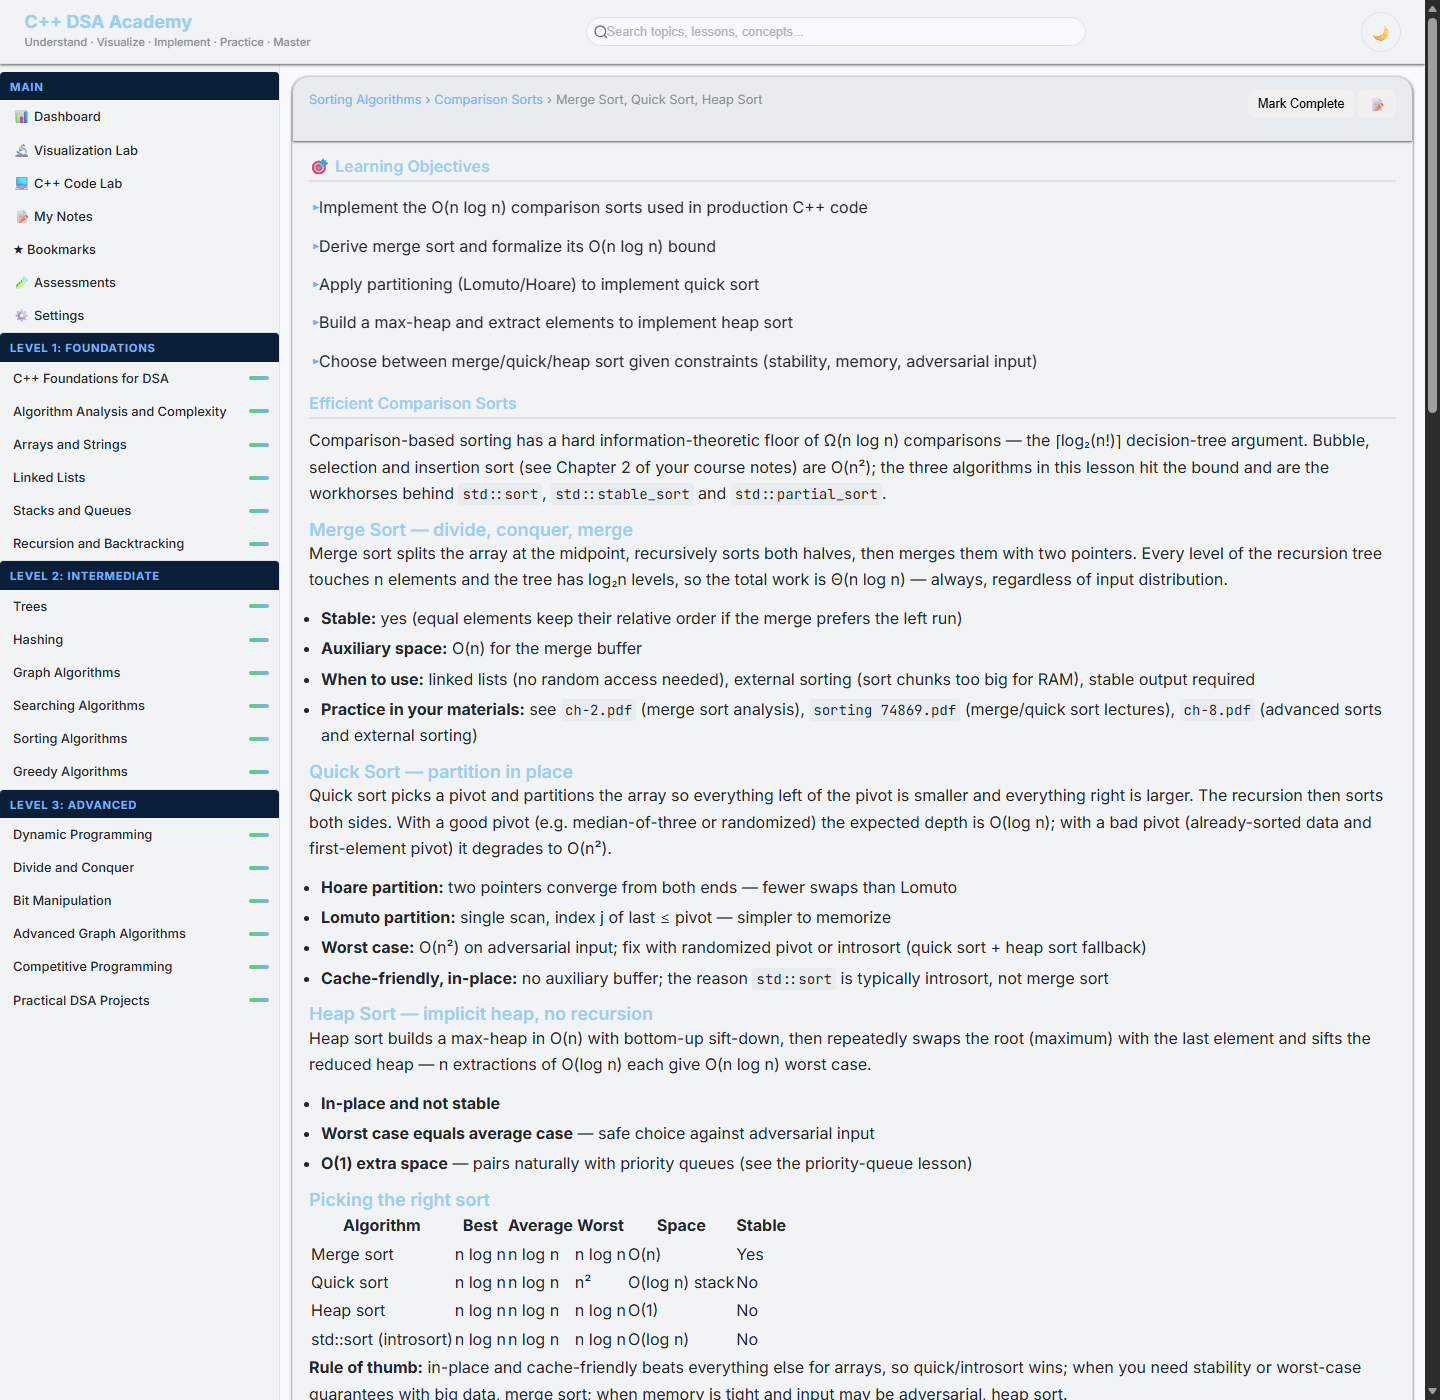 C++ DSA Academy
Understand · Visualize · Implement · Practice · Master
Search topics, lessons, concepts...
MAIN
Dashboard
Visualization Lab
C++ Code Lab
My Notes
★ Bookmarks
Assessments
Settings
LEVEL 1: FOUNDATIONS
C++ Foundations for DSA
Algorithm Analysis and Complexity
Arrays and Strings
Linked Lists
Stacks and Queues
Recursion and Backtracking
LEVEL 2: INTERMEDIATE
Trees
Hashing
Graph Algorithms
Searching Algorithms
Sorting Algorithms
Greedy Algorithms
LEVEL 3: ADVANCED
Dynamic Programming
Divide and Conquer
Bit Manipulation
Advanced Graph Algorithms
Competitive Programming
Practical DSA Projects
Sorting Algorithms › Comparison Sorts › Merge Sort, Quick Sort, Heap Sort
Mark Complete
Learning Objectives
Implement the O(n log n) comparison sorts used in production C++ code
Derive merge sort and formalize its O(n log n) bound
Apply partitioning (Lomuto/Hoare) to implement quick sort
Build a max-heap and extract elements to implement heap sort
Choose between merge/quick/heap sort given constraints (stability, memory, adversarial input)
Efficient Comparison Sorts
Comparison-based sorting has a hard information-theoretic floor of Ω(n log n) comparisons — the ⌈log₂(n!)⌉ decision-tree argument. Bubble,
selection and insertion sort (see Chapter 2 of your course notes) are O(n²); the three algorithms in this lesson hit the bound and are the
workhorses behind std::sort, std::stable_sort and std::partial_sort.
Merge Sort — divide, conquer, merge
Merge sort splits the array at the midpoint, recursively sorts both halves, then merges them with two pointers. Every level of the recursion tree
touches n elements and the tree has log₂n levels, so the total work is Θ(n log n) — always, regardless of input distribution.
• Stable: yes (equal elements keep their relative order if the merge prefers the left run)
• Auxiliary space: O(n) for the merge buffer
• When to use: linked lists (no random access needed), external sorting (sort chunks too big for RAM), stable output required
• Practice in your materials: see ch-2.pdf (merge sort analysis), sorting 74869.pdf (merge/quick sort lectures), ch-8.pdf (advanced sorts
and external sorting)
Quick Sort — partition in place
Quick sort picks a pivot and partitions the array so everything left of the pivot is smaller and everything right is larger. The recursion then sorts
both sides. With a good pivot (e.g. median-of-three or randomized) the expected depth is O(log n); with a bad pivot (already-sorted data and
first-element pivot) it degrades to O(n²).
• Hoare partition: two pointers converge from both ends — fewer swaps than Lomuto
• Lomuto partition: single scan, index j of last ≤ pivot — simpler to memorize
• Worst case: O(n²) on adversarial input; fix with randomized pivot or introsort (quick sort + heap sort fallback)
• Cache-friendly, in-place: no auxiliary buffer; the reason std::sort is typically introsort, not merge sort
Heap Sort — implicit heap, no recursion
Heap sort builds a max-heap in O(n) with bottom-up sift-down, then repeatedly swaps the root (maximum) with the last element and sifts the
reduced heap — n extractions of O(log n) each give O(n log n) worst case.
• In-place and not stable
• Worst case equals average case — safe choice against adversarial input
• O(1) extra space — pairs naturally with priority queues (see the priority-queue lesson)
Picking the right sort
Algorithm Best Average Worst Space Stable
Merge sort n log n n log n n log n O(n) Yes
Quick sort n log n n log n n² O(log n) stack No
Heap sort n log n n log n n log n O(1) No
std::sort (introsort) n log n n log n n log n O(log n) No
Rule of thumb: in-place and cache-friendly beats everything else for arrays, so quick/introsort wins; when you need stability or worst-case
guarantees with big data, merge sort; when memory is tight and input may be adversarial, heap sort.